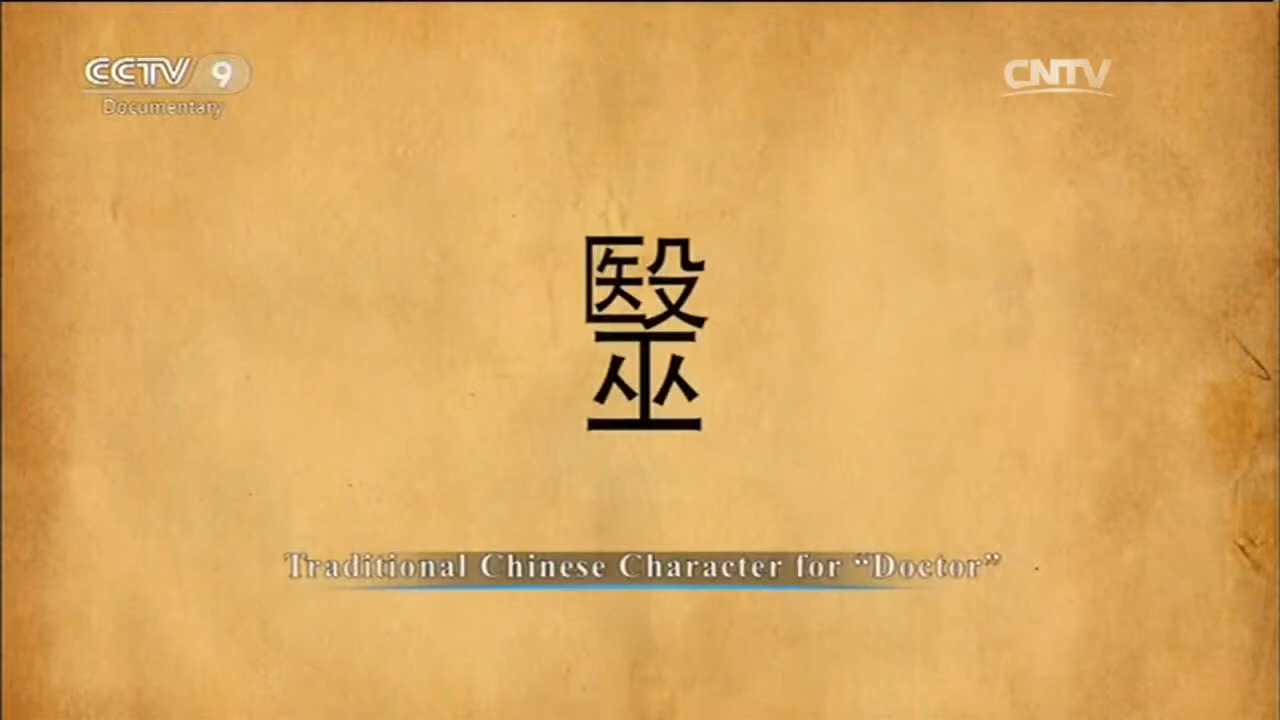 CCTV 9
Documentary
CNTV
毉
Traditional Chinese Character for “Doctor”